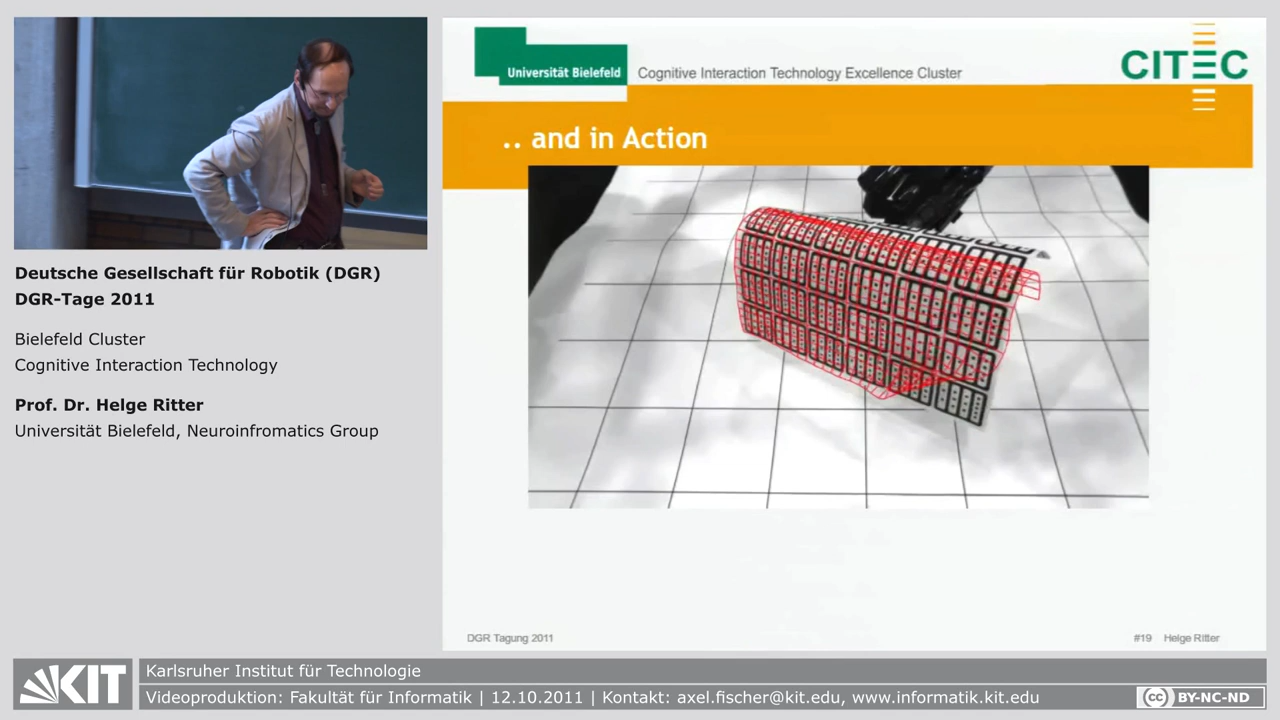 Deutsche Gesellschaft für Robotik (DGR)
DGR-Tage 2011
Bielefeld Cluster
Cognitive Interaction Technology
Prof. Dr. Helge Ritter
Universität Bielefeld, Neuroinfromatics Group
Universität Bielefeld
Cognitive Interaction Technology Excellence Cluster
CITEC
.. and in Action
DGR Tagung 2011
#19 Helge Ritter
KIT
Karlsruher Institut für Technologie
Videoproduktion: Fakultät für Informatik | 12.10.2011 | Kontakt: axel.fischer@kit.edu, www.informatik.kit.edu
cc BY-NC-ND